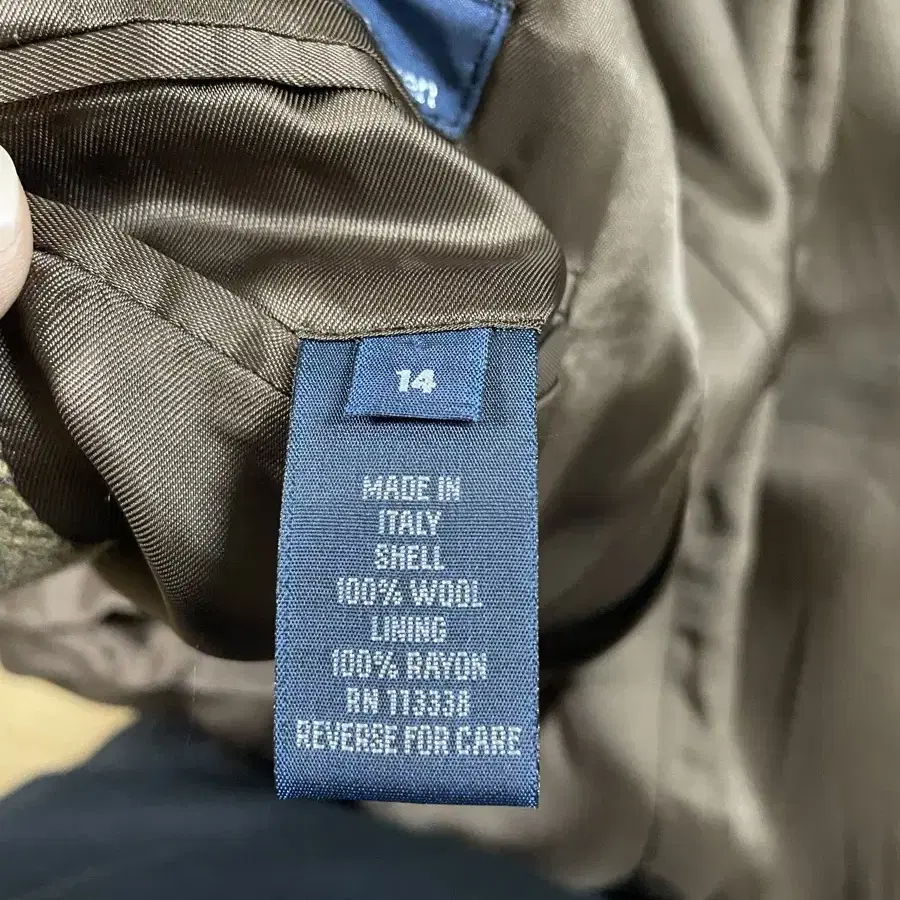 14
MADE IN
ITALY
SHELL
100% WOOL
LINING
100% RAYON
RN 113338
REVERSE FOR CARE